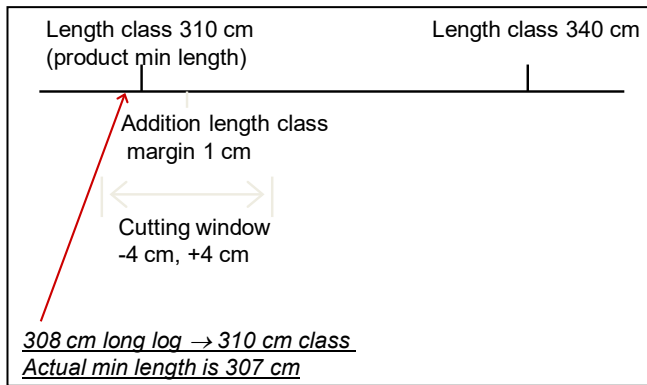 Length class 310 cm
(product min length)
Length class 340 cm
Addition length class
margin 1 cm
Cutting window
-4 cm, +4 cm
308 cm long log → 310 cm class
Actual min length is 307 cm